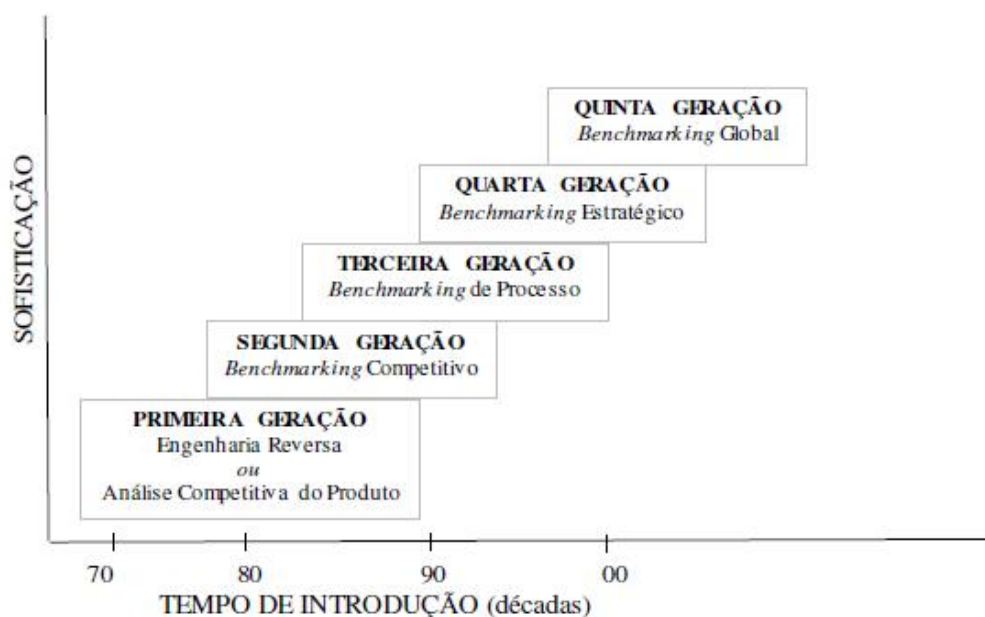 SOFISTICAÇÃO
QUINTA GERAÇÃO
Benchmarking Global
QUARTA GERAÇÃO
Benchmarking Estratégico
TERCEIRA GERAÇÃO
Benchmarking de Processo
SEGUNDA GERAÇÃO
Benchmarking Competitivo
PRIMEIRA GERAÇÃO
Engenharia Reversa
ou
Análise Competitiva do Produto
70 80 90 00
TEMPO DE INTRODUÇÃO (décadas)